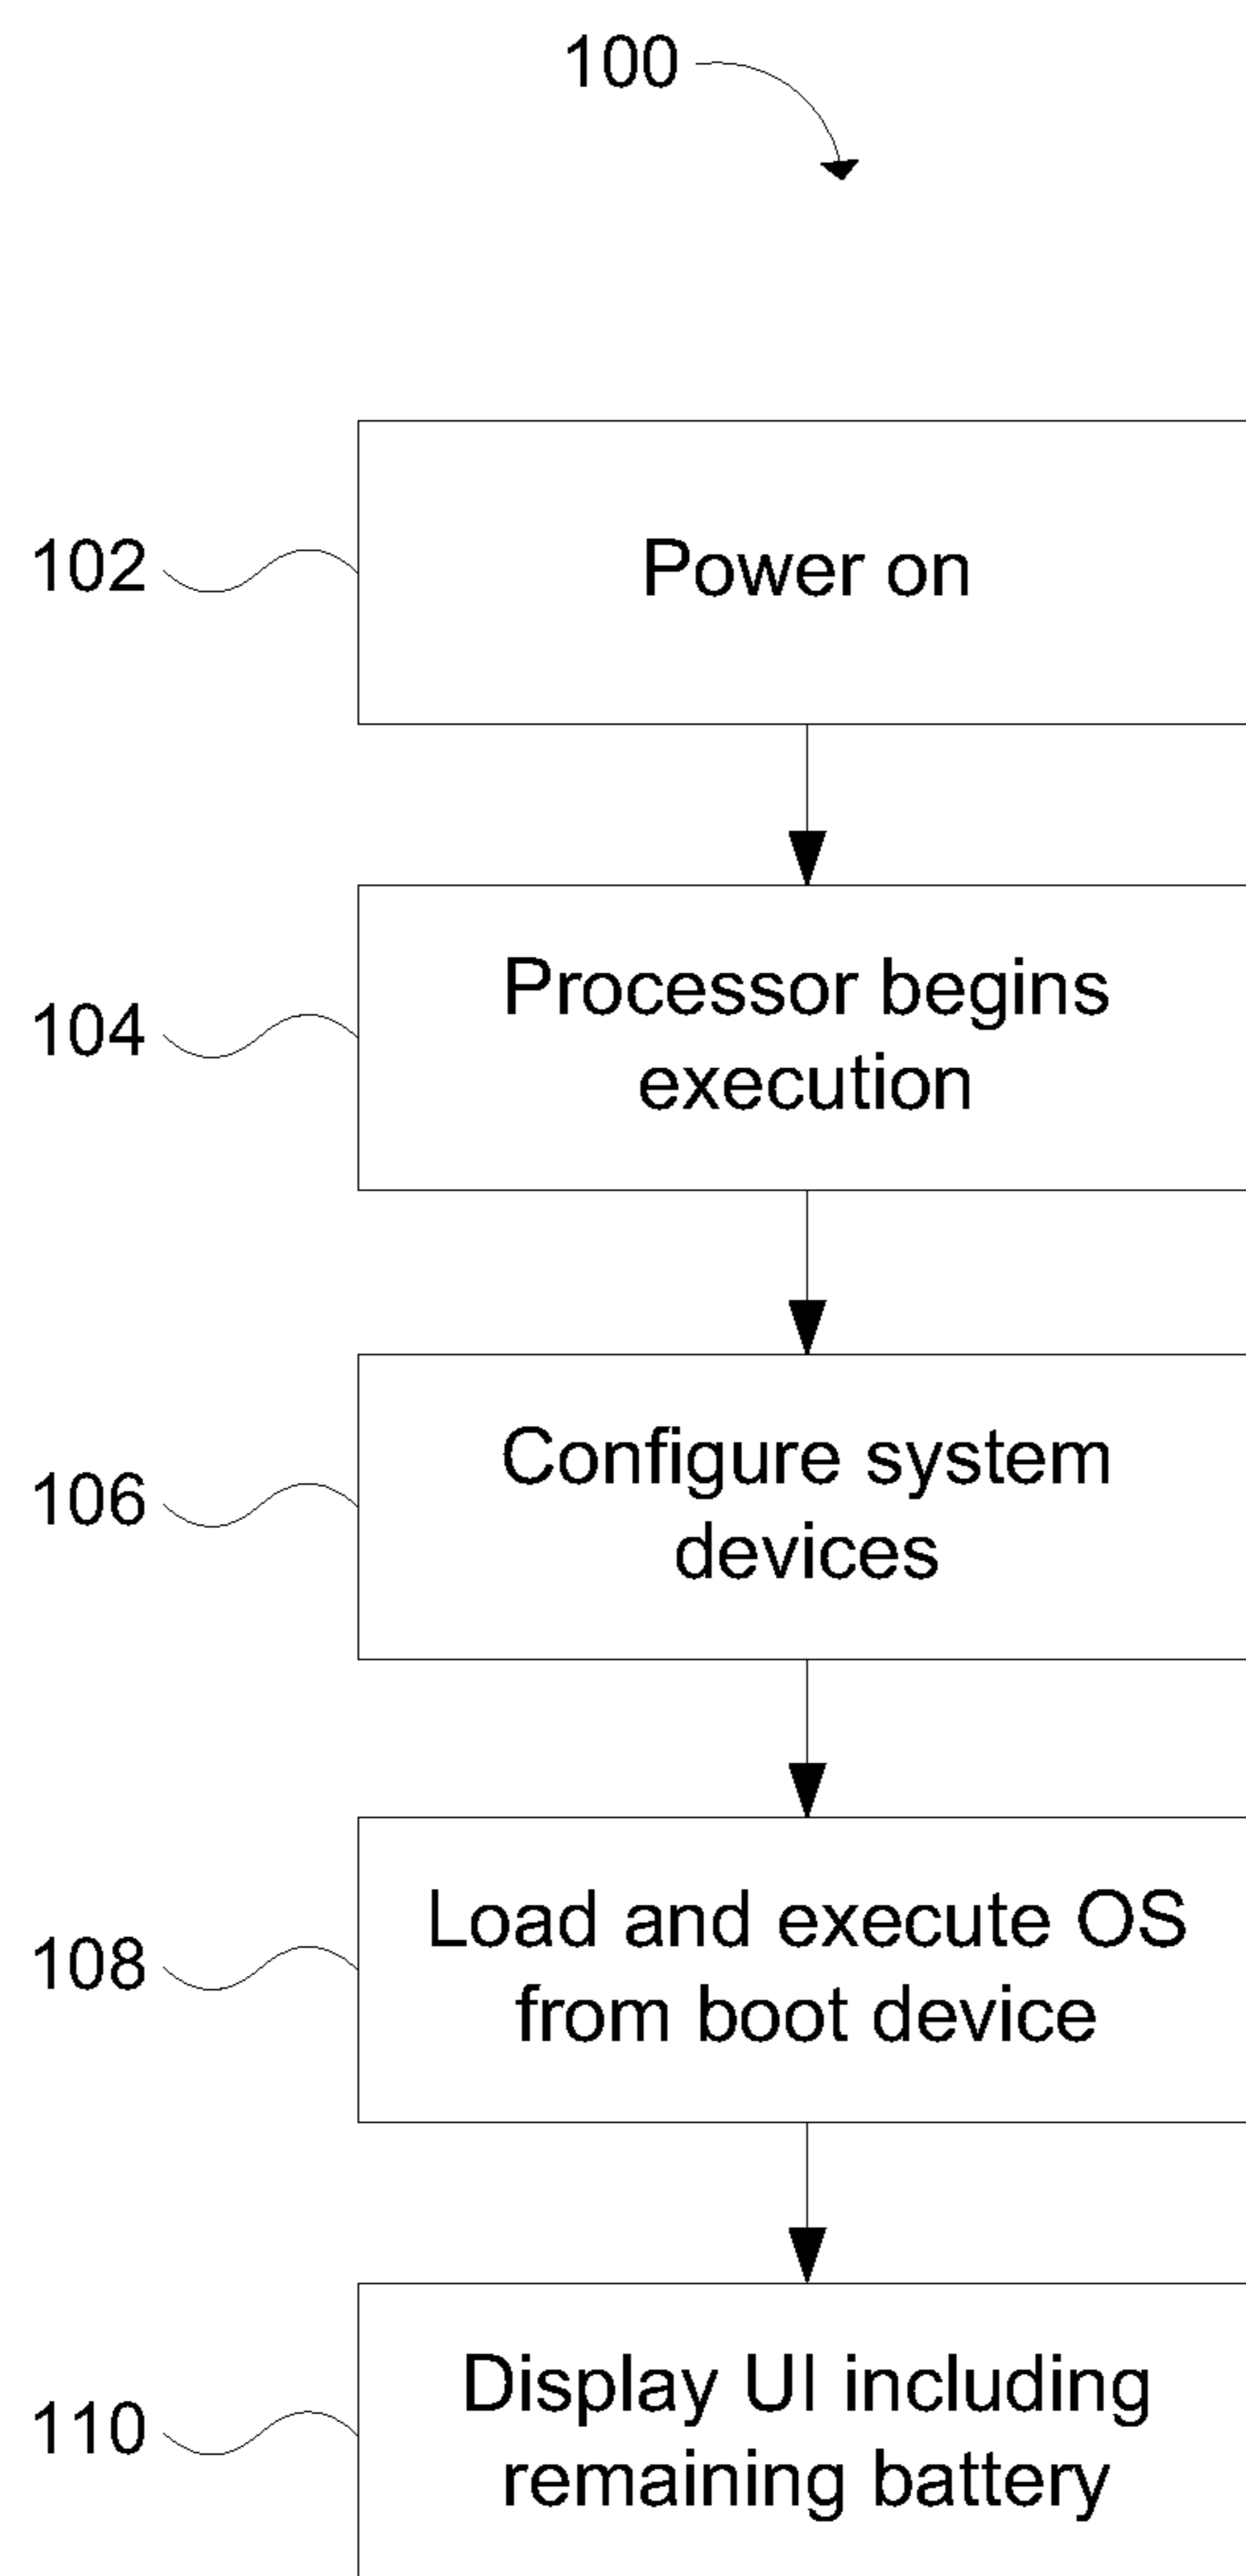 100
102
Power on
104
Processor begins
execution
106
Configure system
devices
108
Load and execute OS
from boot device
110
Display UI including
remaining battery